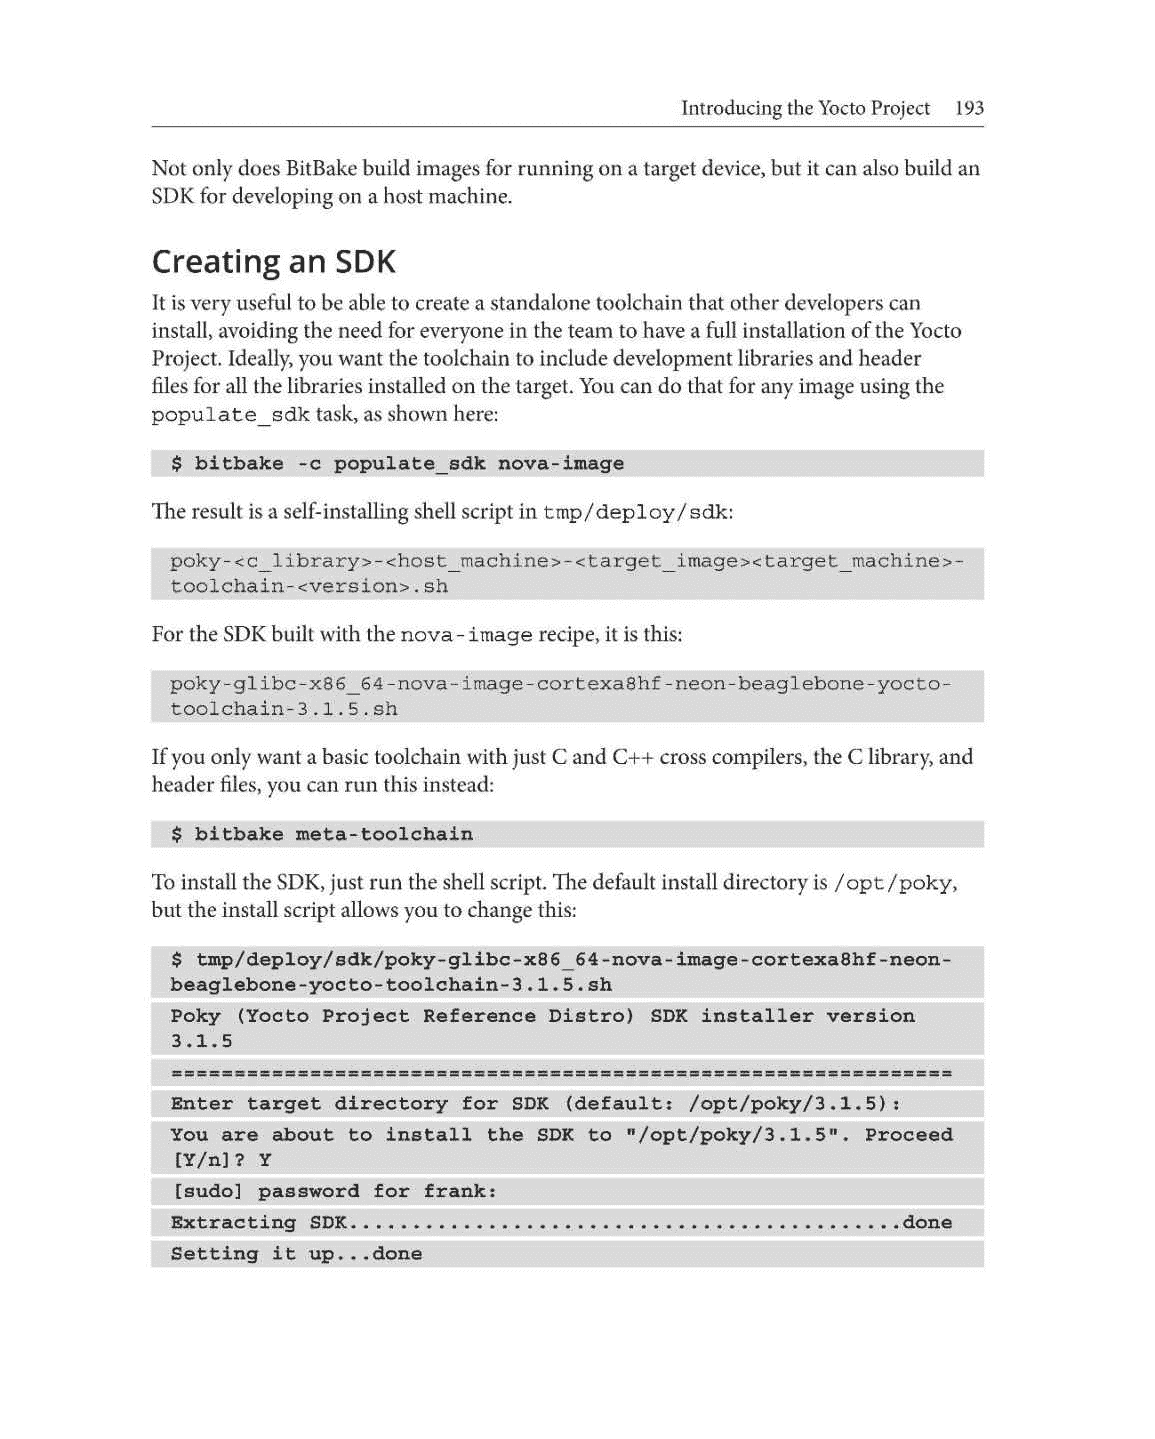 Introducing the Yocto Project 193
Not only does BitBake build images for running on a target device, but it can also build an
SDK for developing on a host machine.
Creating an SDK
It is very useful to be able to create a standalone toolchain that other developers can
install, avoiding the need for everyone in the team to have a full installation of the Yocto
Project. Ideally, you want the toolchain to include development libraries and header
files for all the libraries installed on the target. You can do that for any image using the
populate_sdk task, as shown here:
$ bitbake -c populate_sdk nova-image
The result is a self-installing shell script in tmp/deploy/sdk:
poky-<c_library>-<host_machine>-<target_image><target_machine>-
toolchain-<version>.sh
For the SDK built with the nova-image recipe, it is this:
poky-glibc-x86_64-nova-image-cortexa8hf-neon-beaglebone-yocto-
toolchain-3.1.5.sh
If you only want a basic toolchain with just C and C++ cross compilers, the C library, and
header files, you can run this instead:
$ bitbake meta-toolchain
To install the SDK, just run the shell script. The default install directory is /opt/poky,
but the install script allows you to change this:
$ tmp/deploy/sdk/poky-glibc-x86_64-nova-image-cortexa8hf-neon-
beaglebone-yocto-toolchain-3.1.5.sh
Poky (Yocto Project Reference Distro) SDK installer version
3.1.5
==============================================================
Enter target directory for SDK (default: /opt/poky/3.1.5):
You are about to install the SDK to "/opt/poky/3.1.5". Proceed
[Y/n]? Y
[sudo] password for frank:
Extracting SDK............................................done
Setting it up...done